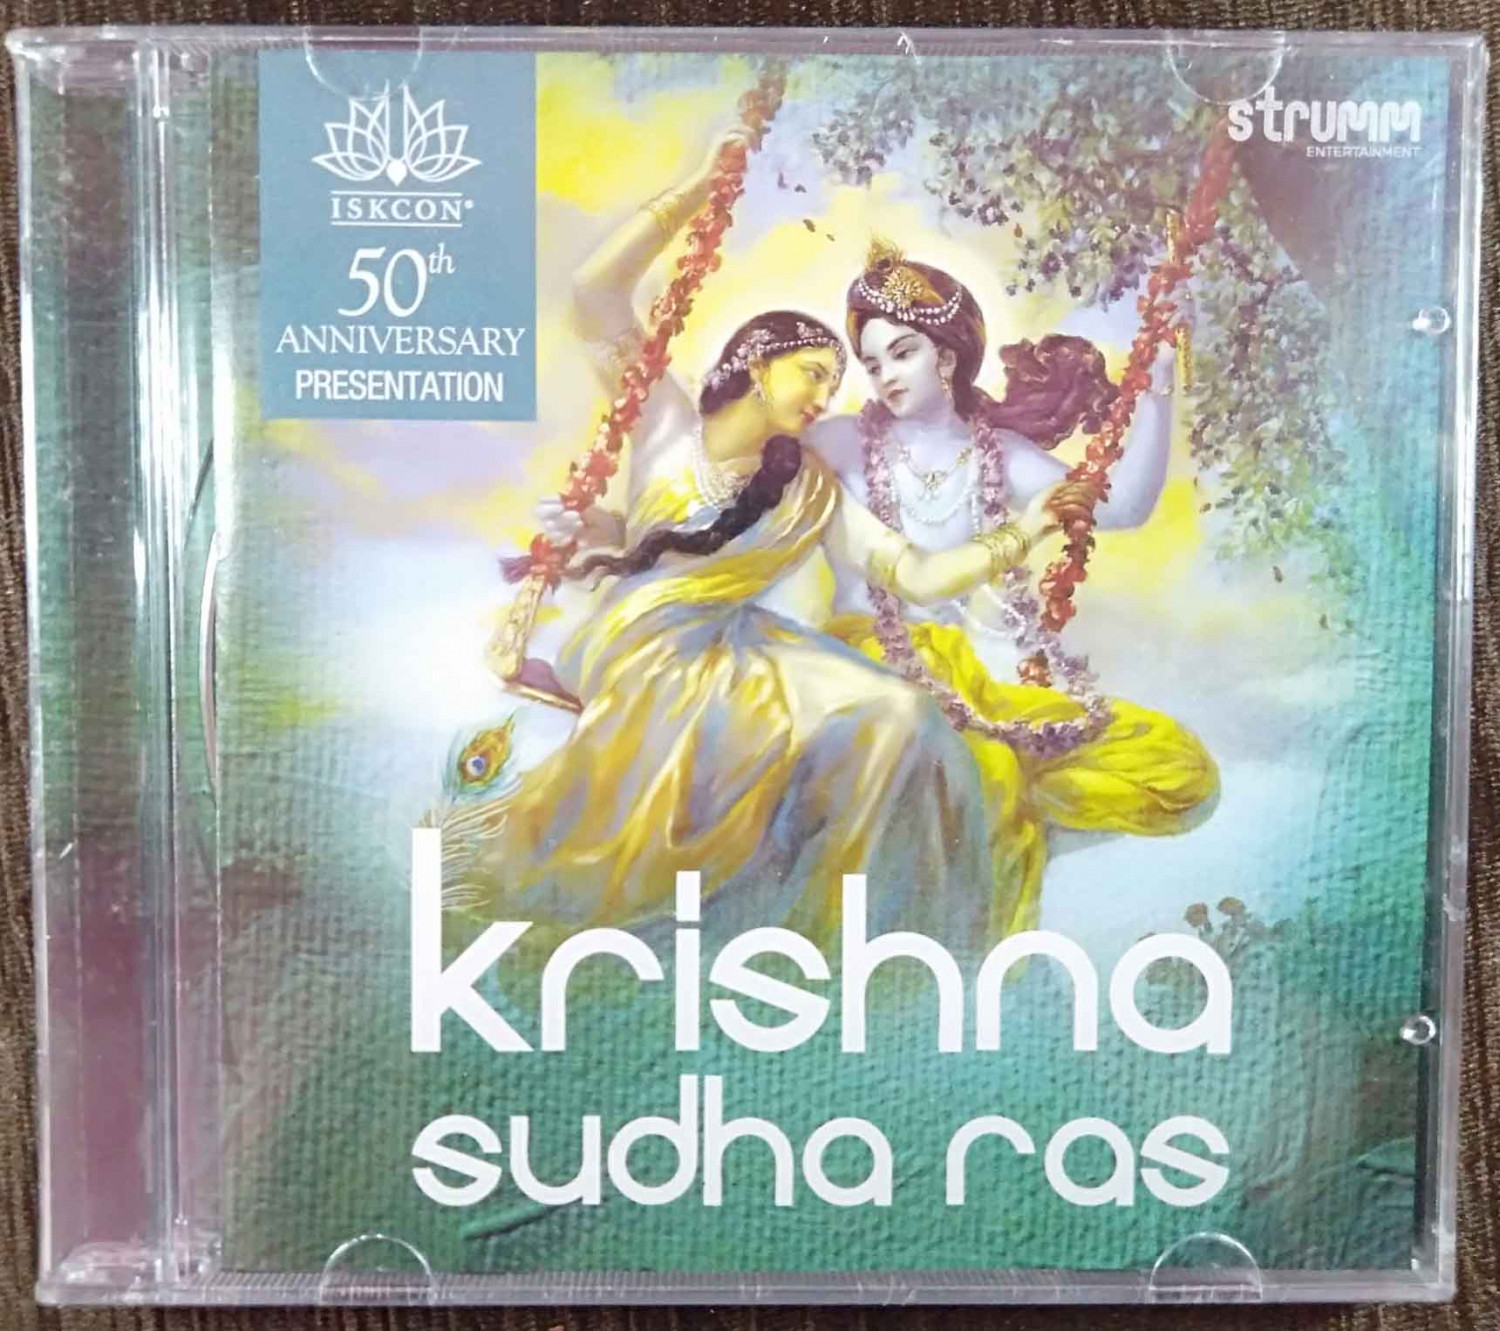 ISKCON®
50th
ANNIVERSARY
PRESENTATION
strumm
ENTERTAINMENT
krishna
sudha ras